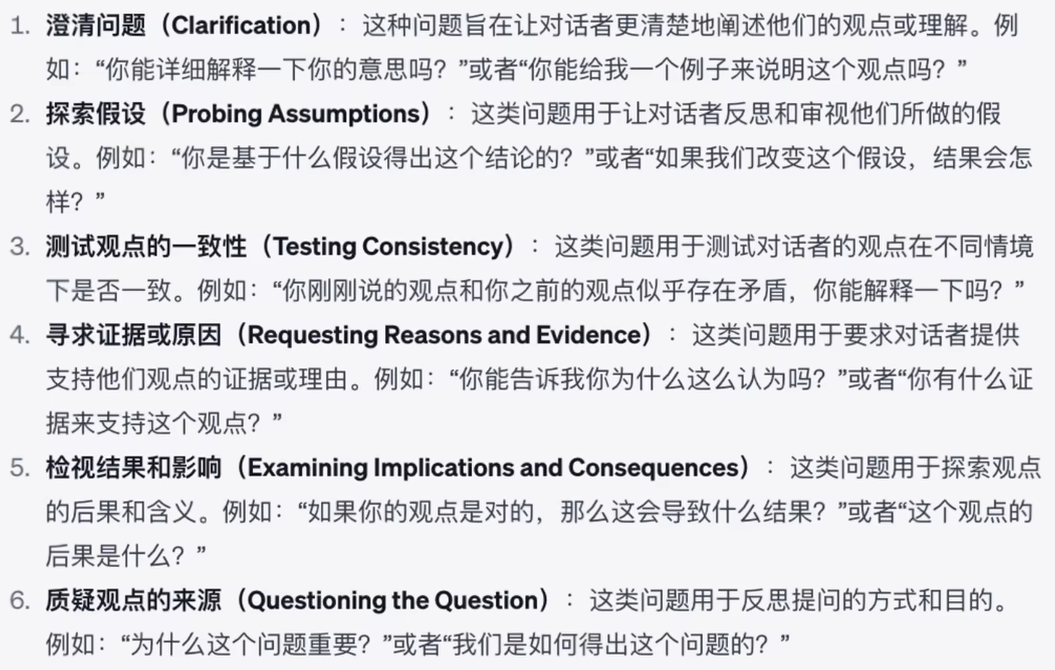 1. 澄清问题（Clarification）：这种问题旨在让对话者更清楚地阐述他们的观点或理解。例
如：“你能详细解释一下你的意思吗？”或者“你能给我一个例子来说明这个观点吗？”
2. 探索假设（Probing Assumptions）：这类问题用于让对话者反思和审视他们所做的假
设。例如：“你是基于什么假设得出这个结论的？”或者“如果我们改变这个假设，结果会怎
样？”
3. 测试观点的一致性（Testing Consistency）：这类问题用于测试对话者的观点在不同情境
下是否一致。例如：“你刚刚说的观点和你之前的观点似乎存在矛盾，你能解释一下吗？”
4. 寻求证据或原因（Requesting Reasons and Evidence）：这类问题用于要求对话者提供
支持他们观点的证据或理由。例如：“你能告诉我你为什么这么认为吗？”或者“你有什么证
据来支持这个观点？”
5. 检视结果和影响（Examining Implications and Consequences）：这类问题用于探索观点
的后果和含义。例如：“如果你的观点是对的，那么这会导致什么结果？”或者“这个观点的
后果是什么？”
6. 质疑观点的来源（Questioning the Question）：这类问题用于反思提问的方式和目的。
例如：“为什么这个问题重要？”或者“我们是如何得出这个问题的？”